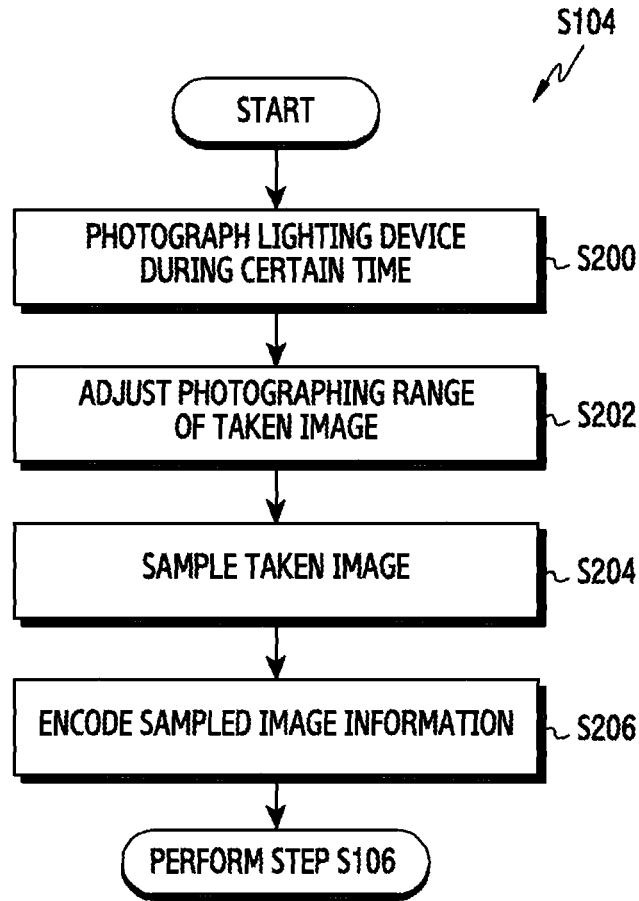 S104
START
PHOTOGRAPH LIGHTING DEVICE
DURING CERTAIN TIME
S200
ADJUST PHOTOGRAPHING RANGE
OF TAKEN IMAGE
S202
SAMPLE TAKEN IMAGE
S204
ENCODE SAMPLED IMAGE INFORMATION
S206
PERFORM STEP S106